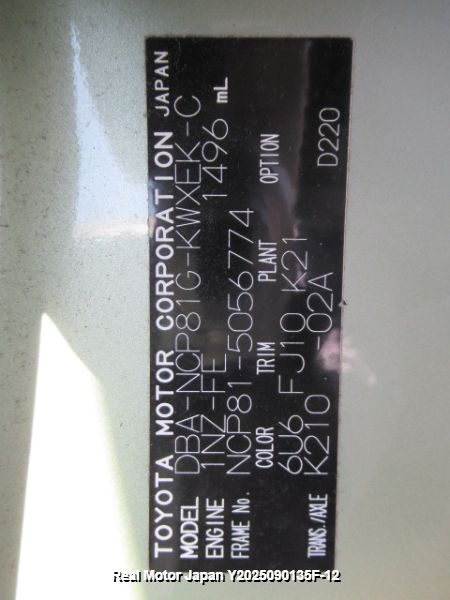 TOYOTA MOTOR CORPORATION JAPAN
MODEL DBA-NCP81G-KWXEK-C
ENGINE 1NZ-FE 1496 mL
FRAME No. NCP81-5056774
COLOR TRIM PLANT OPTION
6U6 FJ10 K21
TRANS./AXLE K210 -02A D220
Real Motor Japan Y2025090135F-12